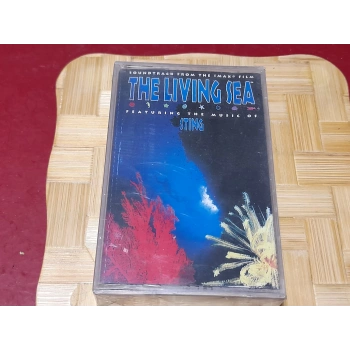 SOUNDTRACK FROM THE IMAX® FILM
THE LIVING SEA
FEATURING THE MUSIC OF
STING